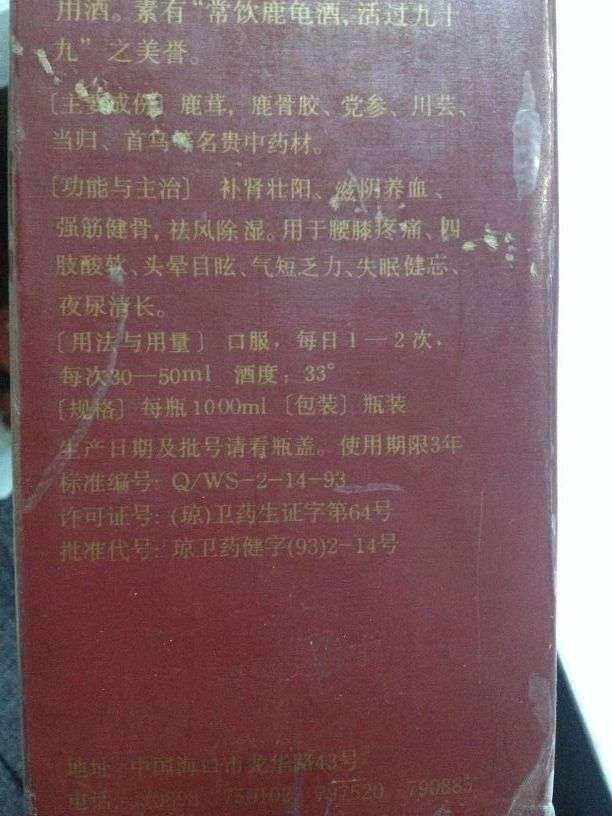 用酒。素有“常饮鹿龟酒,活过九十
九”之美誉。
[主要成份] 鹿茸,鹿骨胶、党参、川芸、
当归、首乌等名贵中药材。
[功能与主治] 补肾壮阳、滋阴养血、
强筋健骨,祛风除湿。用于腰膝疼痛、四
肢酸软、头晕目眩、气短乏力、失眠健忘、
夜尿清长。
〔用法与用量〕 口服,每日1—2次,
每次30—50ml 酒度:33°
〔规格〕每瓶1000ml〔包装〕瓶装
生产日期及批号请看瓶盖。使用期限3年
标准编号: Q/WS-2-14-93
许可证号: (琼)卫药生证字第64号
批准代号: 琼卫药健字(93)2-14号
地址: 中国海口市龙华路43号
电话: 797520 790885